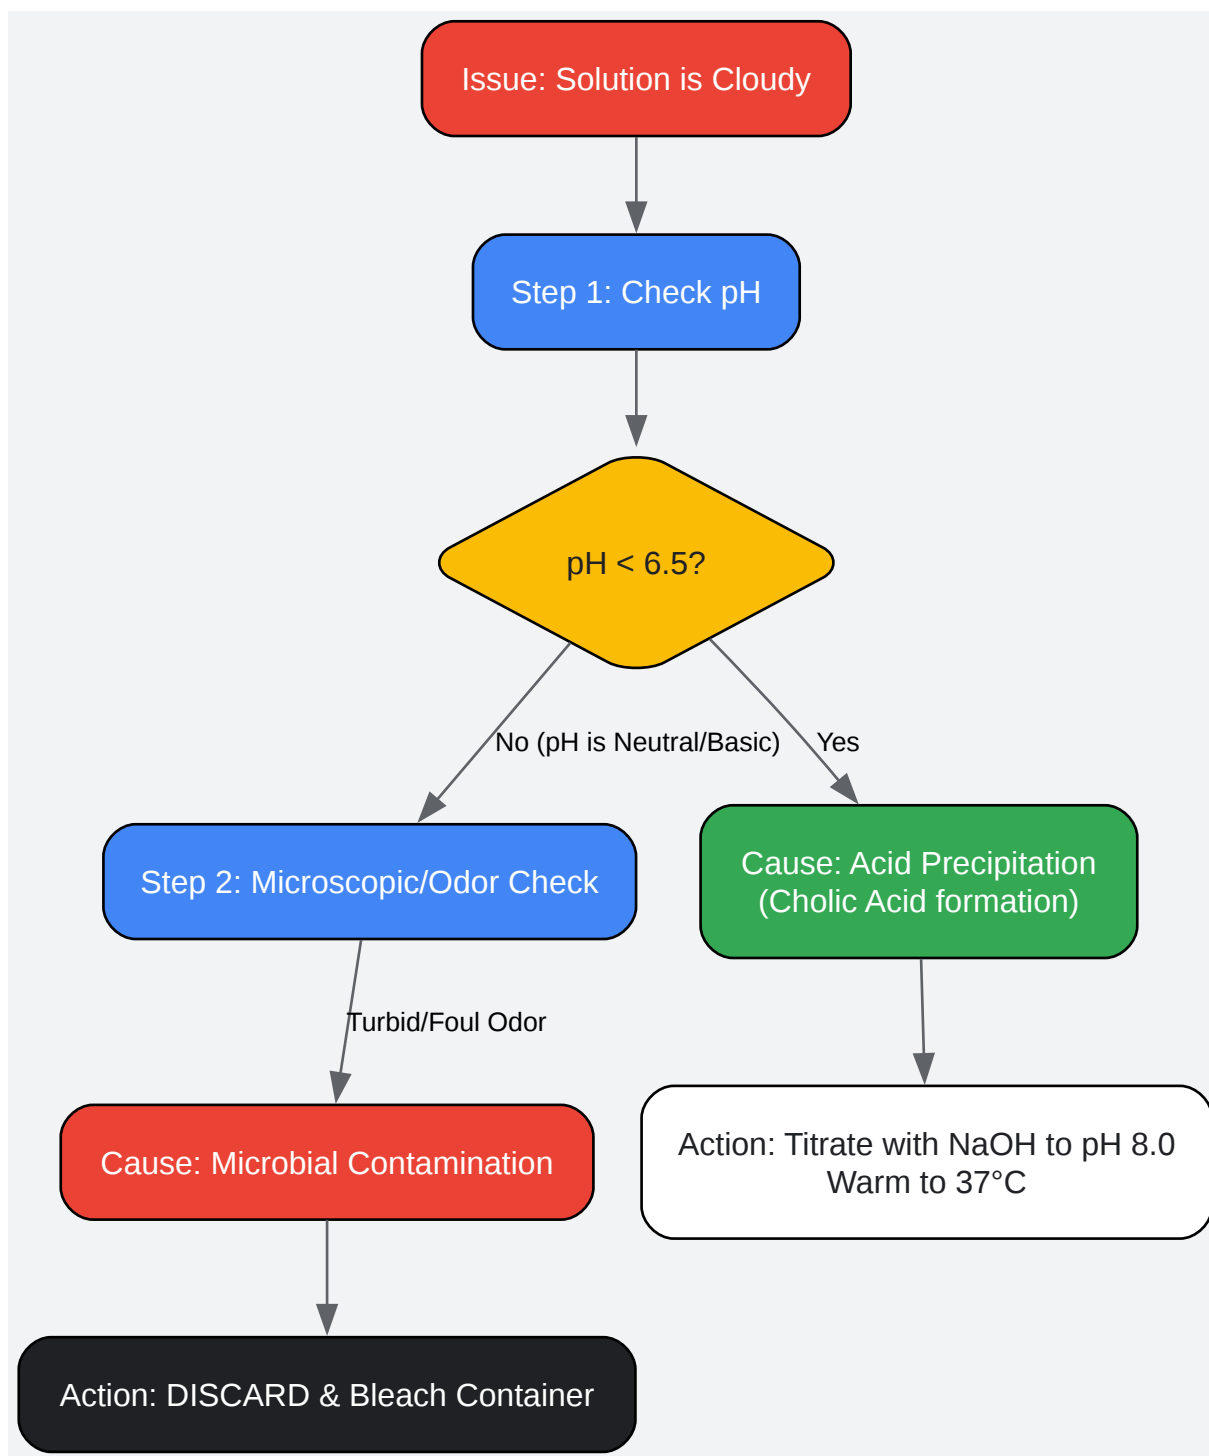 Issue: Solution is Cloudy
Step 1: Check pH
pH < 6.5?
No (pH is Neutral/Basic)
Yes
Step 2: Microscopic/Odor Check
Cause: Acid Precipitation
(Cholic Acid formation)
Turbid/Foul Odor
Cause: Microbial Contamination
Action: Titrate with NaOH to pH 8.0
Warm to 37°C
Action: DISCARD & Bleach Container